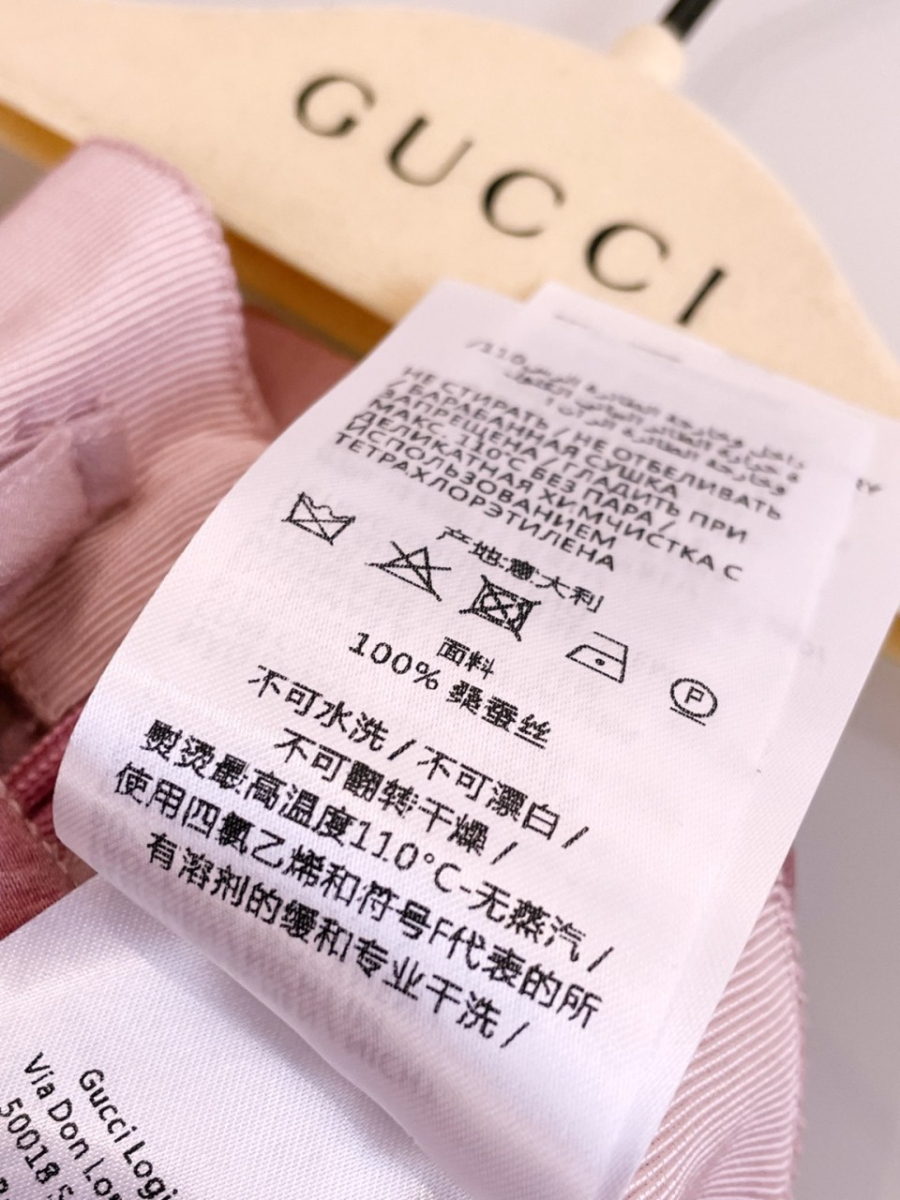 GUCCI
НЕ СТИРАТЬ / НЕ ОТБЕЛИВАТЬ
/ БАРАБАННАЯ СУШКА
ЗАПРЕЩЕНА / ГЛАДИТЬ ПРИ
МАКС. 110C БЕЗ ПАРА /
ДЕЛИКАТНАЯ ХИМЧИСТКА С
ИСПОЛЬЗОВАНИЕМ
ТЕТРАХЛОРЭТИЛЕНА
产地:意大利
P
面料
100% 桑蚕丝
不可水洗 / 不可漂白 /
不可翻转干燥 /
熨烫最高温度110°C-无蒸汽 /
使用四氯乙烯和符号F代表的所
有溶剂的缓和专业干洗 /
Gucci Logi
Via Don Lo
50018 S